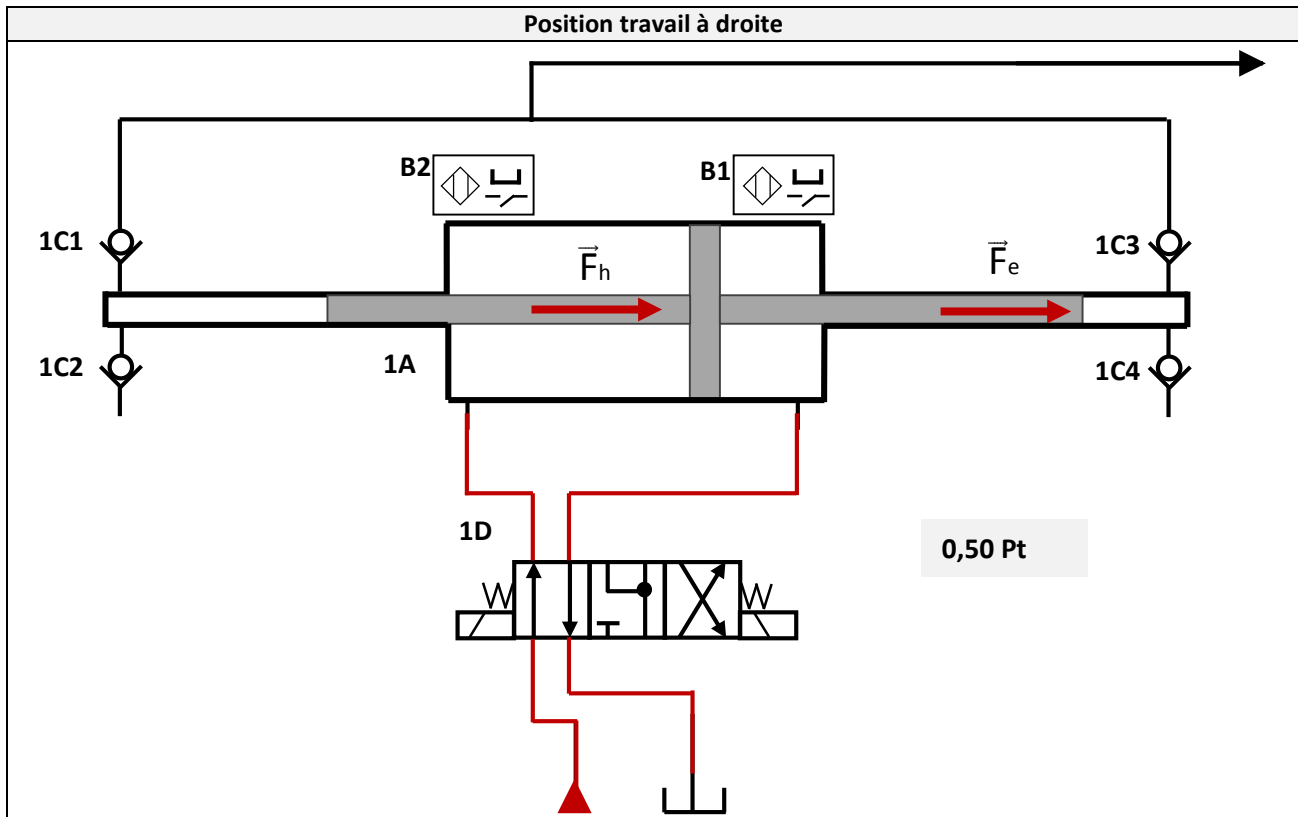 Position travail à droite
B2
B1
1C1
1C3
F⃗h
F⃗e
1C2
1A
1C4
1D
0,50 Pt